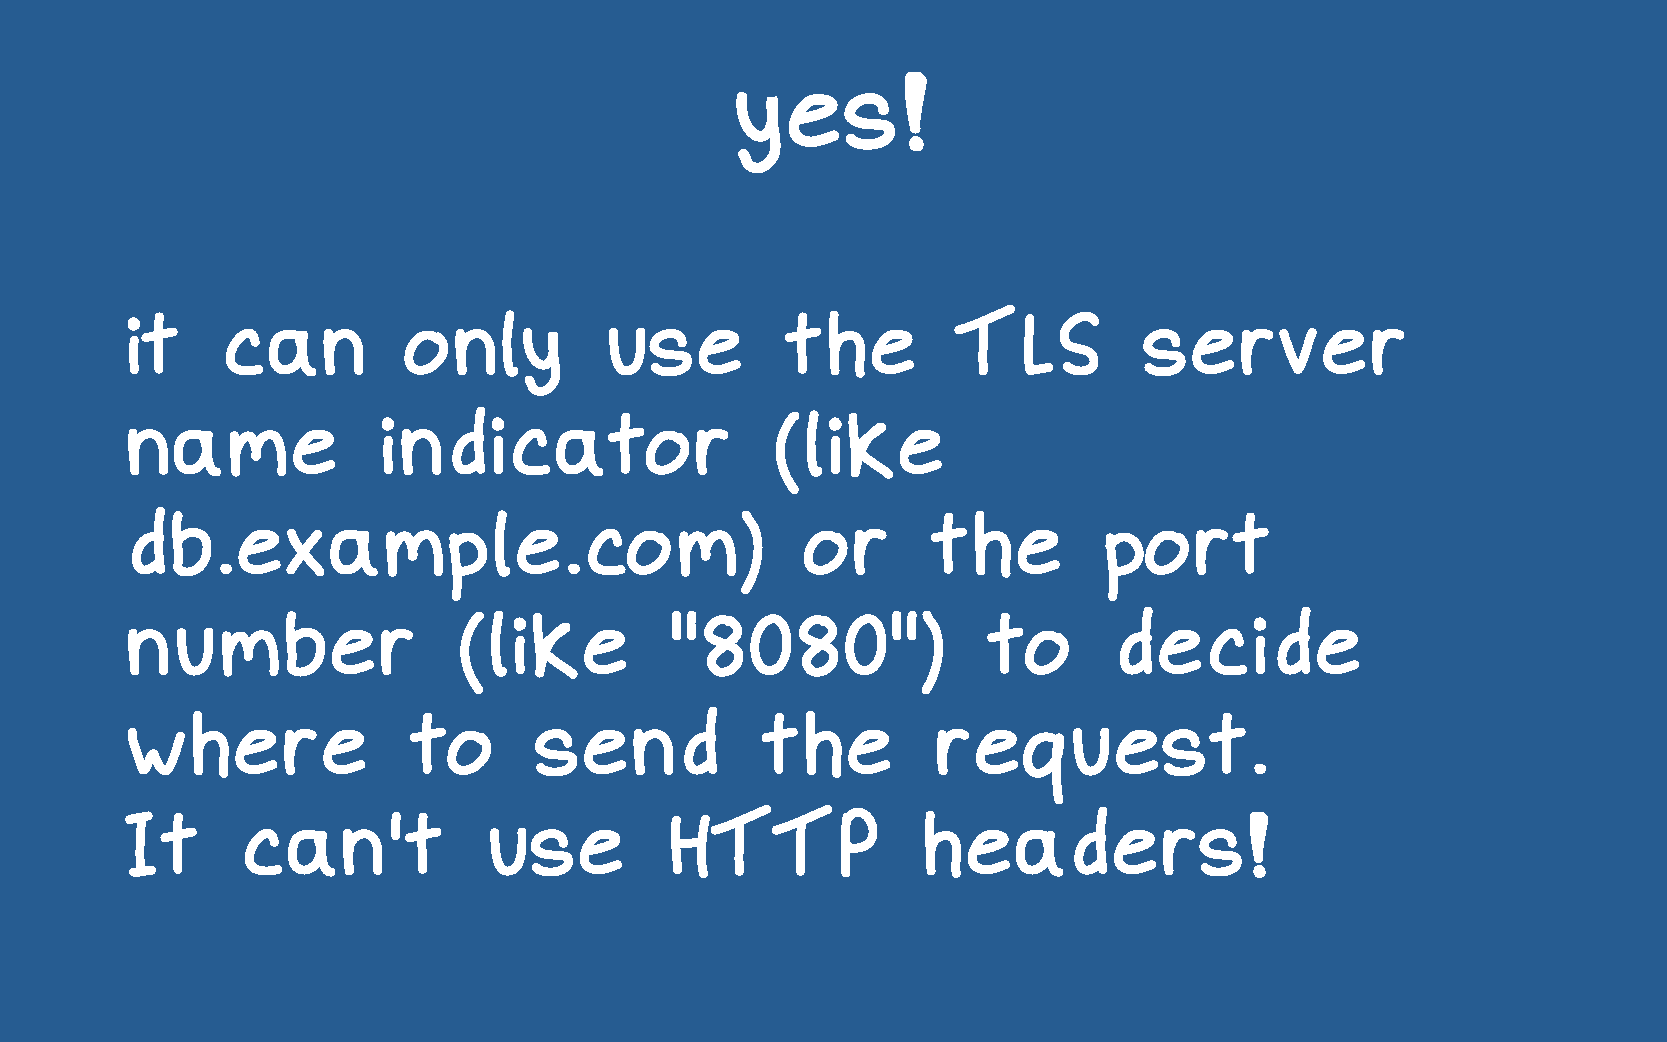 yes!
it can only use the TLS server
name indicator (like
db.example.com) or the port
number (like "8080") to decide
where to send the request.
It can't use HTTP headers!